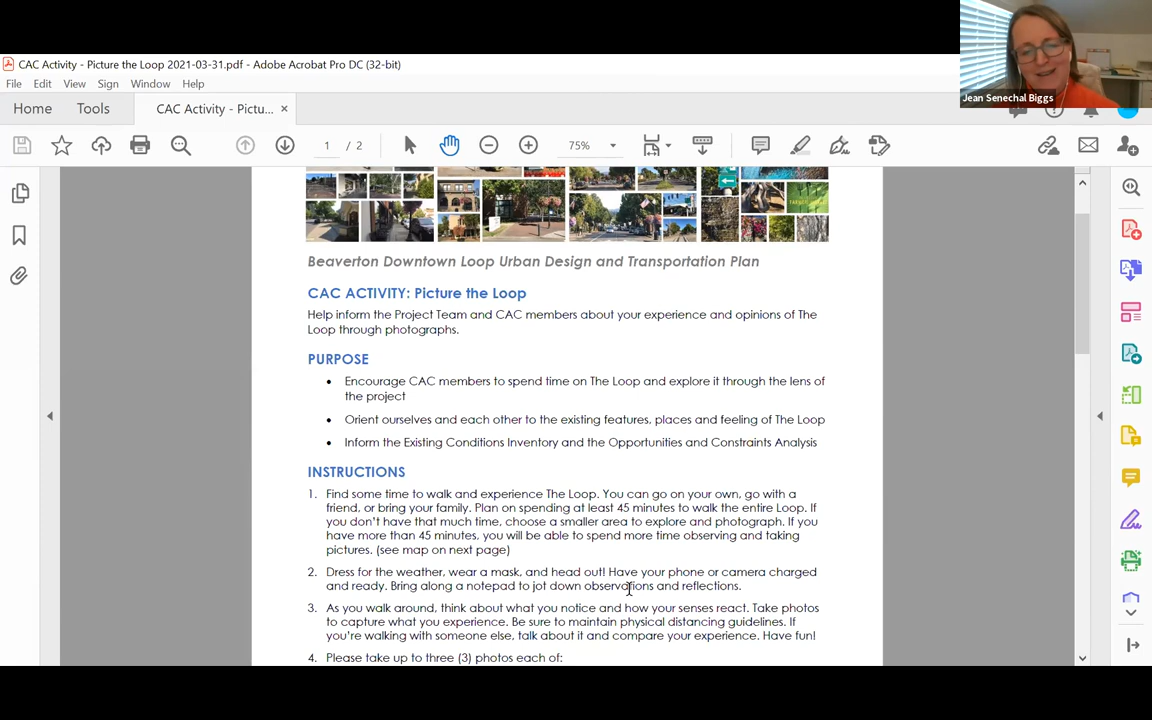 CAC Activity - Picture the Loop 2021-03-31.pdf - Adobe Acrobat Pro DC (32-bit)
File Edit View Sign Window Help
Home Tools CAC Activity - Pictu... ×
Jean Senechal Biggs
1 / 2 75%
Beaverton Downtown Loop Urban Design and Transportation Plan
CAC ACTIVITY: Picture the Loop
Help inform the Project Team and CAC members about your experience and opinions of The
Loop through photographs.
PURPOSE
• Encourage CAC members to spend time on The Loop and explore it through the lens of
the project
• Orient ourselves and each other to the existing features, places and feeling of The Loop
• Inform the Existing Conditions Inventory and the Opportunities and Constraints Analysis
INSTRUCTIONS
1. Find some time to walk and experience The Loop. You can go on your own, go with a
friend, or bring your family. Plan on spending at least 45 minutes to walk the entire Loop. If
you don't have that much time, choose a smaller area to explore and photograph. If you
have more than 45 minutes, you will be able to spend more time observing and taking
pictures. (see map on next page)
2. Dress for the weather, wear a mask, and head out! Have your phone or camera charged
and ready. Bring along a notepad to jot down observations and reflections.
3. As you walk around, think about what you notice and how your senses react. Take photos
to capture what you experience. Be sure to maintain physical distancing guidelines. If
you're walking with someone else, talk about it and compare your experience. Have fun!
4. Please take up to three (3) photos each of: